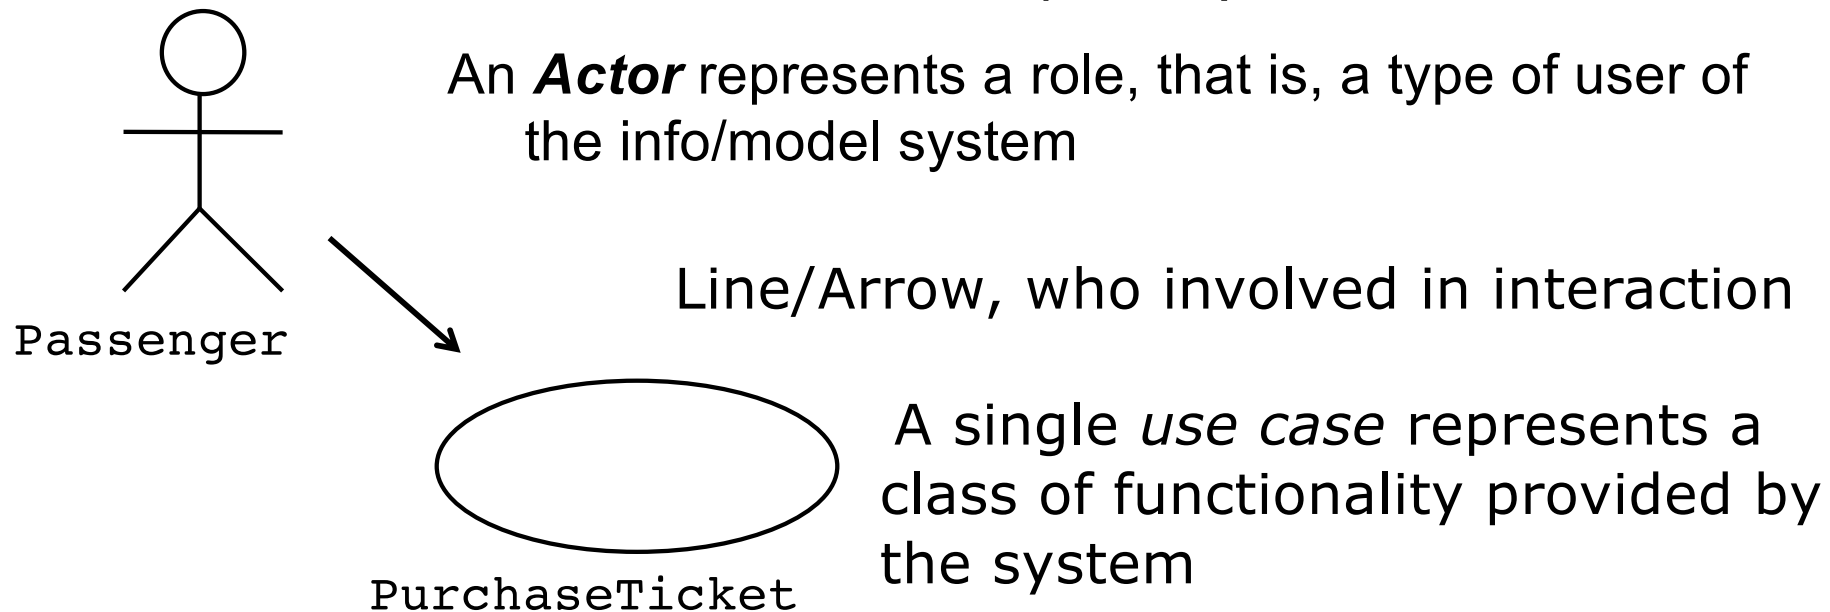 An Actor represents a role, that is, a type of user of
the info/model system
Line/Arrow, who involved in interaction
Passenger
A single use case represents a
class of functionality provided by
the system
PurchaseTicket